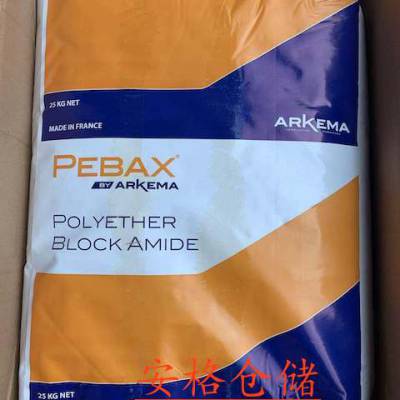 25 KG NET
MADE IN FRANCE
ARKEMA
PEBAX®
BY ARKEMA
POLYETHER
BLOCK AMIDE
安格仓储
25 KG NET